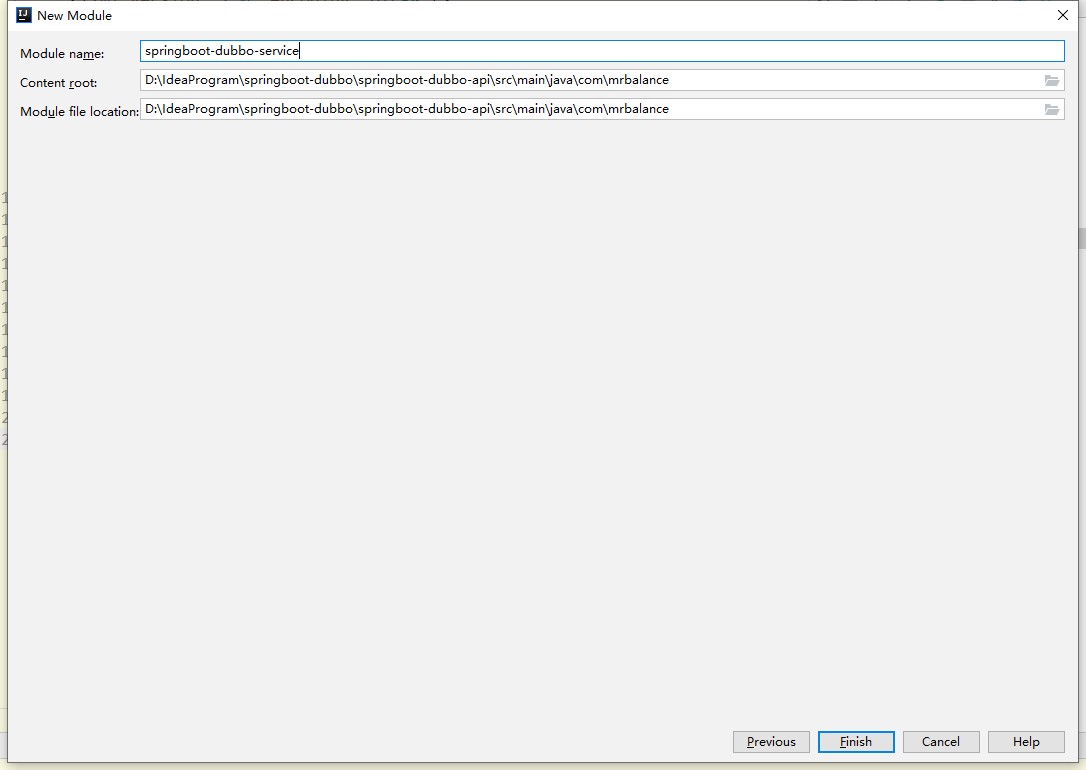 New Module
Module name: springboot-dubbo-service
Content root: D:\IdeaProgram\springboot-dubbo\springboot-dubbo-api\src\main\java\com\mrbalance
Module file location: D:\IdeaProgram\springboot-dubbo\springboot-dubbo-api\src\main\java\com\mrbalance
Previous Finish Cancel Help